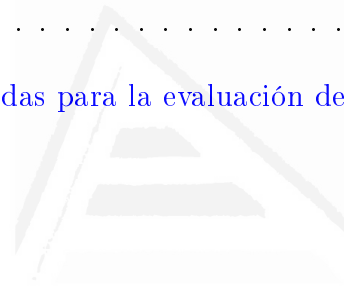 . . . . . . . . . . . . . .
das para la evaluación de